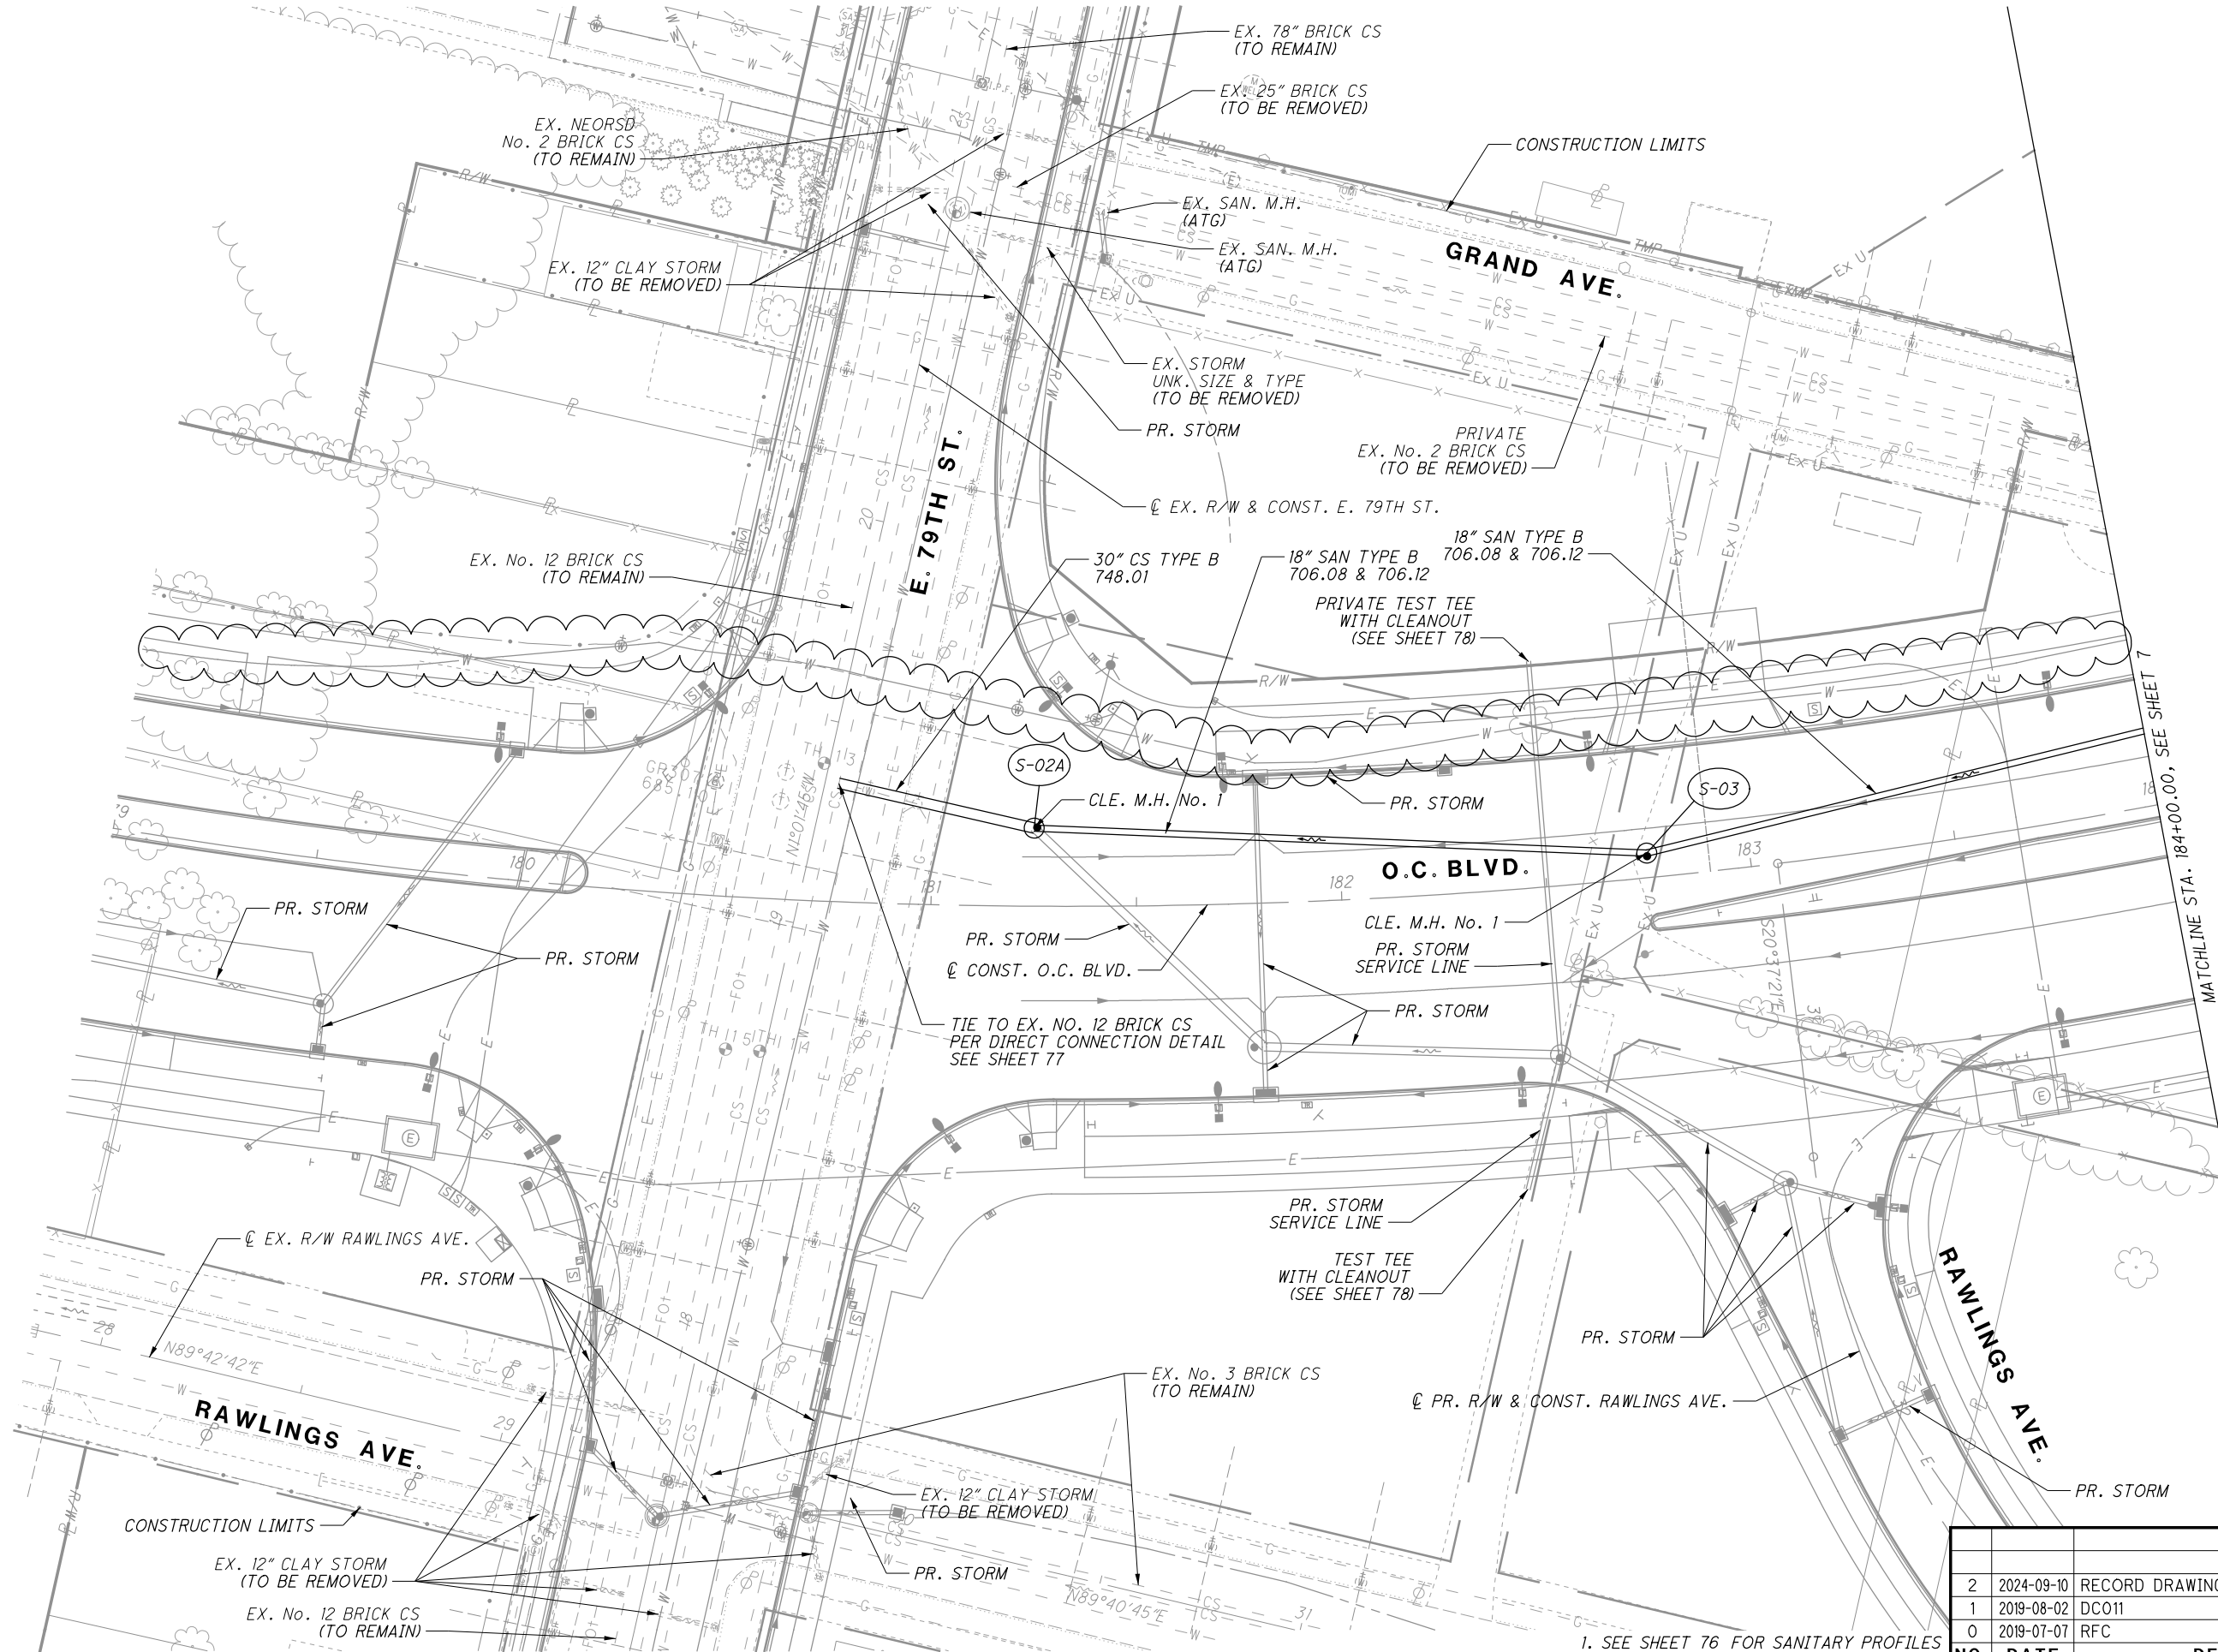 EX. 78" BRICK CS
(TO REMAIN)
EX. 25" BRICK CS
(TO BE REMOVED)
EX. NEORSD
No. 2 BRICK CS
(TO REMAIN)
CONSTRUCTION LIMITS
EX. SAN. M.H.
(ATG)
EX. SAN. M.H.
(ATG)
GRAND AVE.
EX. 12" CLAY STORM
(TO BE REMOVED)
EX. STORM
UNK. SIZE & TYPE
(TO BE REMOVED)
PR. STORM
PRIVATE
EX. No. 2 BRICK CS
(TO BE REMOVED)
E. 79TH ST.
℄ EX. R/W & CONST. E. 79TH ST.
EX. No. 12 BRICK CS
(TO REMAIN)
30" CS TYPE B
748.01
18" SAN TYPE B
706.08 & 706.12
18" SAN TYPE B
706.08 & 706.12
PRIVATE TEST TEE
WITH CLEANOUT
(SEE SHEET 78)
R/W
R/W
S-02A
CLE. M.H. No. 1
PR. STORM
S-03
MATCHLINE STA. 184+00.00, SEE SHEET 7
O.C. BLVD.
180
181
182
183
CLE. M.H. No. 1
PR. STORM
SERVICE LINE
PR. STORM
PR. STORM
PR. STORM
℄ CONST. O.C. BLVD.
PR. STORM
TIE TO EX. NO. 12 BRICK CS
PER DIRECT CONNECTION DETAIL
SEE SHEET 77
S20°37'21"E
PR. STORM
SERVICE LINE
TEST TEE
WITH CLEANOUT
(SEE SHEET 78)
℄ EX. R/W RAWLINGS AVE.
PR. STORM
N89°42'42"E
28
29
RAWLINGS AVE.
EX. No. 3 BRICK CS
(TO REMAIN)
PR. STORM
℄ PR. R/W & CONST. RAWLINGS AVE.
RAWLINGS AVE.
PR. STORM
CONSTRUCTION LIMITS
EX. 12" CLAY STORM
(TO BE REMOVED)
EX. No. 12 BRICK CS
(TO REMAIN)
EX. 12" CLAY STORM
(TO BE REMOVED)
PR. STORM
N89°40'45"E
31
1. SEE SHEET 76 FOR SANITARY PROFILES
2 2024-09-10 RECORD DRAWING
1 2019-08-02 DCO11
0 2019-07-07 RFC